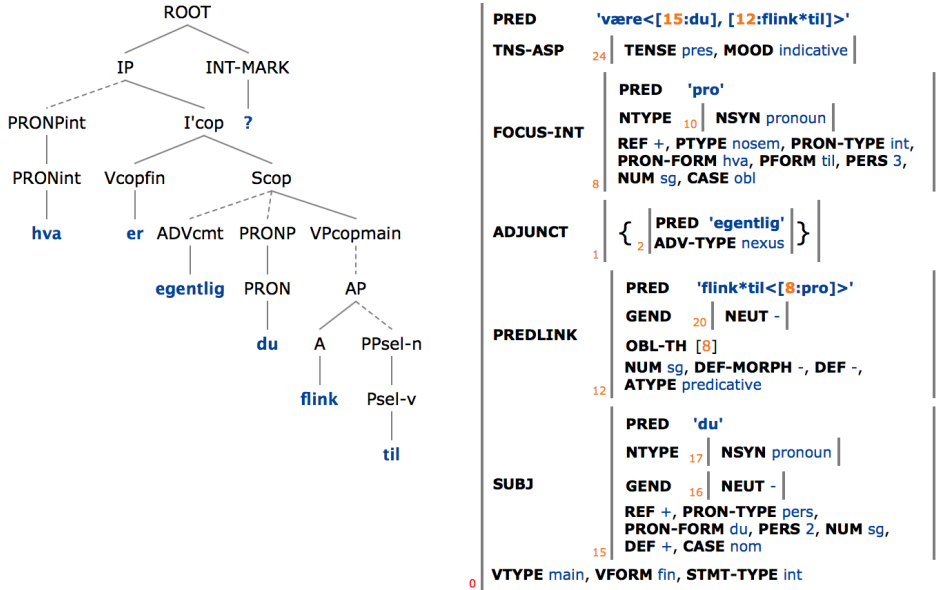 ROOT
IP INT-MARK
PRONPint I'cop ?
PRONint Vcopfin Scop
hva er ADVcmt PRONP VPcopmain
egentlig PRON AP
du A PPsel-n
flink Psel-v
til
PRED 'være<[15:du], [12:flink*til]>'
TNS-ASP 24 TENSE pres, MOOD indicative
PRED 'pro'
NTYPE 10 NSYN pronoun
FOCUS-INT
REF +, PTYPE nosem, PRON-TYPE int,
PRON-FORM hva, PFORM til, PERS 3,
8 NUM sg, CASE obl
PRED 'egentlig'
ADJUNCT { 2 }
ADV-TYPE nexus
1
PRED 'flink*til<[8:pro]>'
GEND 20 NEUT -
PREDLINK
OBL-TH [8]
NUM sg, DEF-MORPH -, DEF -,
12 ATYPE predicative
PRED 'du'
NTYPE 17 NSYN pronoun
SUBJ
GEND 16 NEUT -
REF +, PRON-TYPE pers,
PRON-FORM du, PERS 2, NUM sg,
15 DEF +, CASE nom
0 VTYPE main, VFORM fin, STMT-TYPE int